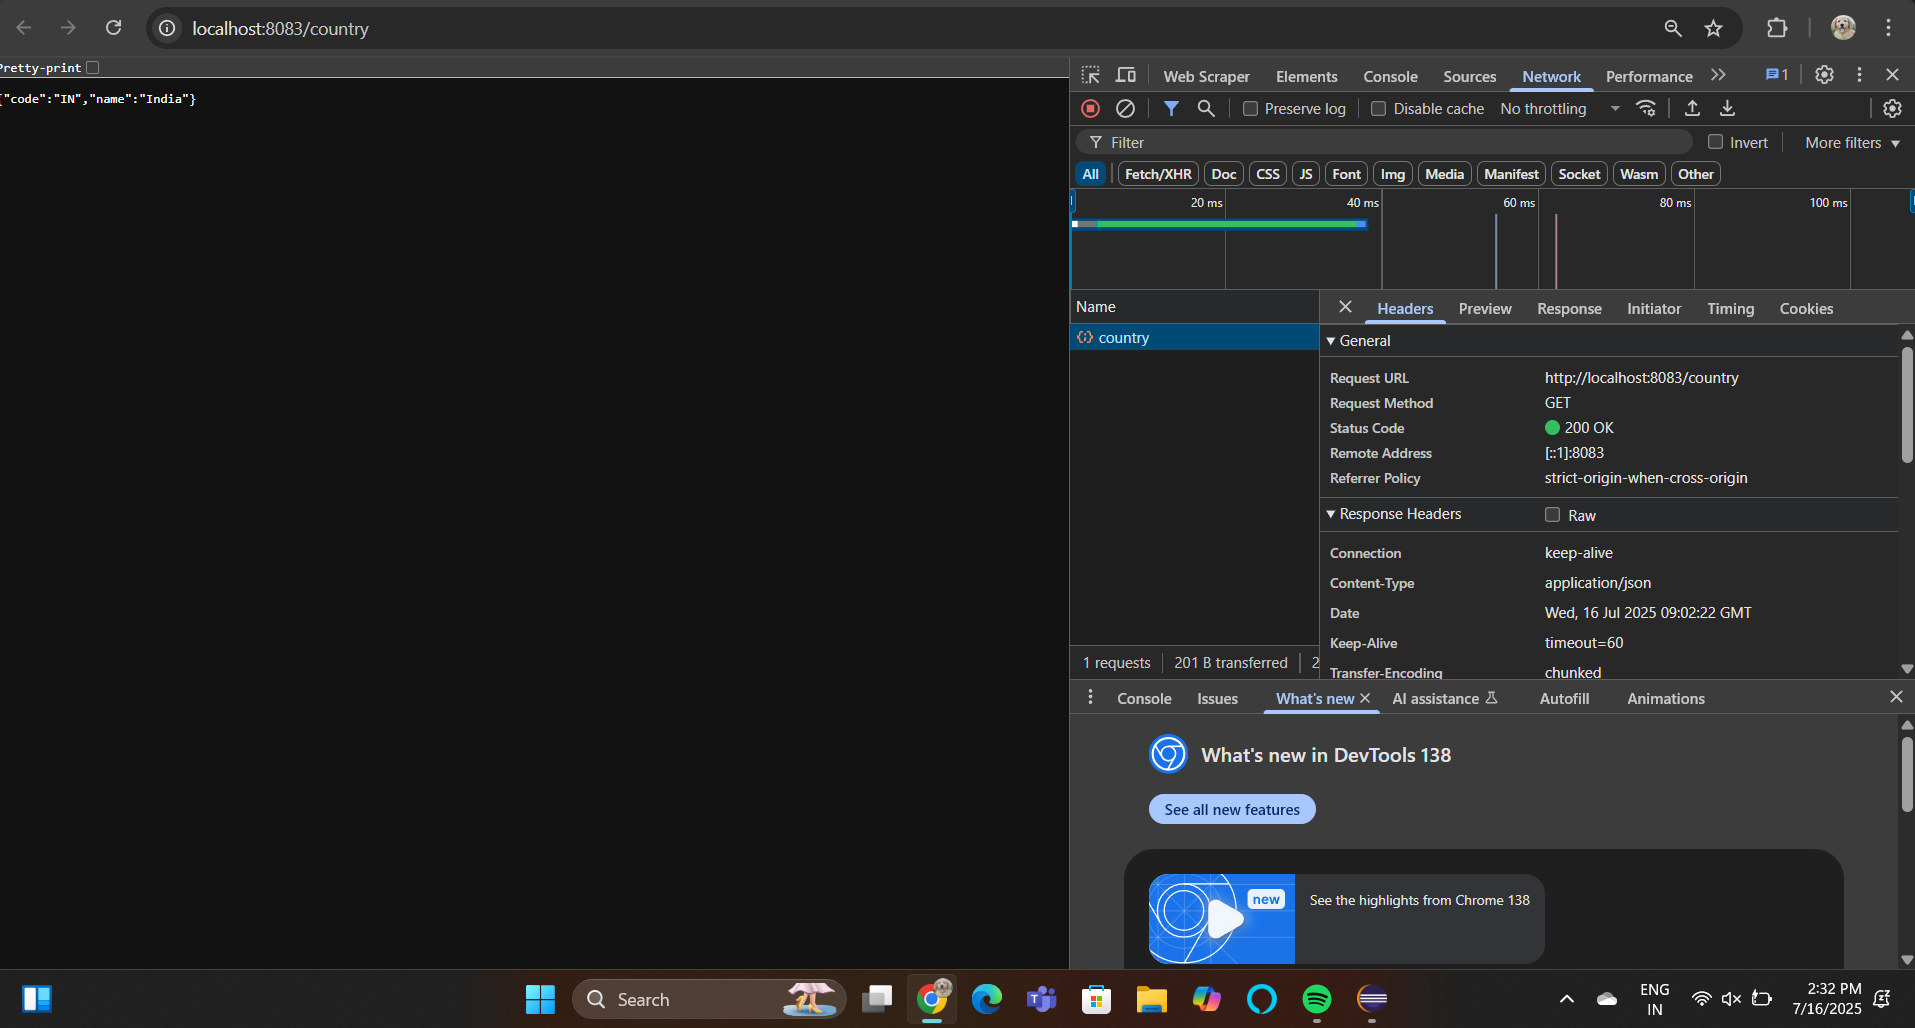 localhost:8083/country
Pretty-print
{"code":"IN","name":"India"}
Web Scraper Elements Console Sources Network Performance 1
Preserve log Disable cache No throttling
Filter Invert More filters
All Fetch/XHR Doc CSS JS Font Img Media Manifest Socket Wasm Other
20 ms 40 ms 60 ms 80 ms 100 ms
Name
country
Headers Preview Response Initiator Timing Cookies
General
Request URL http://localhost:8083/country
Request Method GET
Status Code 200 OK
Remote Address [::1]:8083
Referrer Policy strict-origin-when-cross-origin
Response Headers Raw
Connection keep-alive
Content-Type application/json
Date Wed, 16 Jul 2025 09:02:22 GMT
Keep-Alive timeout=60
Transfer-Encoding chunked
1 requests 201 B transferred 2
Console Issues What's new AI assistance Autofill Animations
What's new in DevTools 138
See all new features
new
See the highlights from Chrome 138
Search
ENG
IN
2:32 PM
7/16/2025